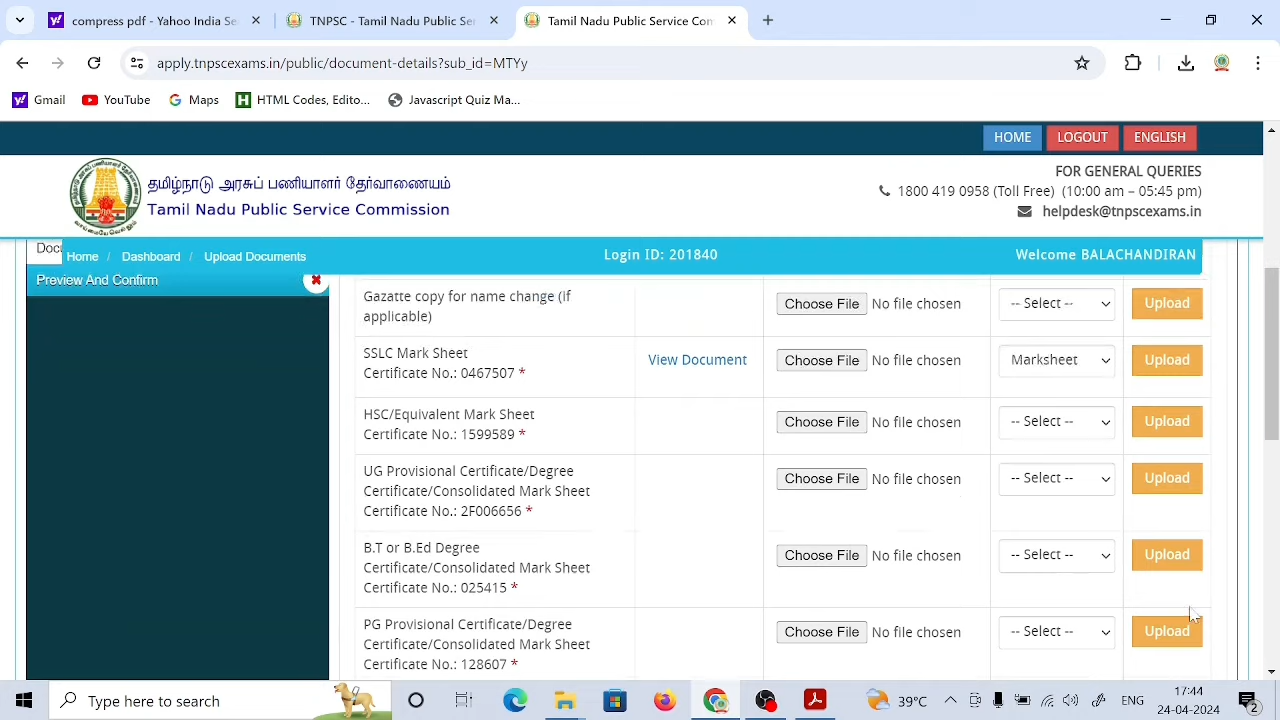 compress pdf - Yahoo India Se
TNPSC - Tamil Nadu Public Ser
Tamil Nadu Public Service Com
apply.tnpscexams.in/public/document-details?sub_id=MTYy
Gmail
YouTube
Maps
HTML Codes, Edito...
Javascript Quiz Ma...
HOME
LOGOUT
ENGLISH
தமிழ்நாடு அரசுப் பணியாளர் தேர்வாணையம்
Tamil Nadu Public Service Commission
FOR GENERAL QUERIES
1800 419 0958 (Toll Free) (10:00 am – 05:45 pm)
helpdesk@tnpscexams.in
Docu
Home / Dashboard / Upload Documents
Login ID: 201840
Welcome BALACHANDIRAN
Preview And Confirm
Gazatte copy for name change (If
applicable)
Choose File No file chosen
-- Select --
Upload
SSLC Mark Sheet
Certificate No.: 0467507 *
View Document
Choose File No file chosen
Marksheet
Upload
HSC/Equivalent Mark Sheet
Certificate No.: 1599589 *
Choose File No file chosen
-- Select --
Upload
UG Provisional Certificate/Degree
Certificate/Consolidated Mark Sheet
Certificate No.: 2F006656 *
Choose File No file chosen
-- Select --
Upload
B.T or B.Ed Degree
Certificate/Consolidated Mark Sheet
Certificate No.: 025415 *
Choose File No file chosen
-- Select --
Upload
PG Provisional Certificate/Degree
Certificate/Consolidated Mark Sheet
Certificate No.: 128607 *
Choose File No file chosen
-- Select --
Upload
Type here to search
39°C
ENG
17:44
24-04-2024
2